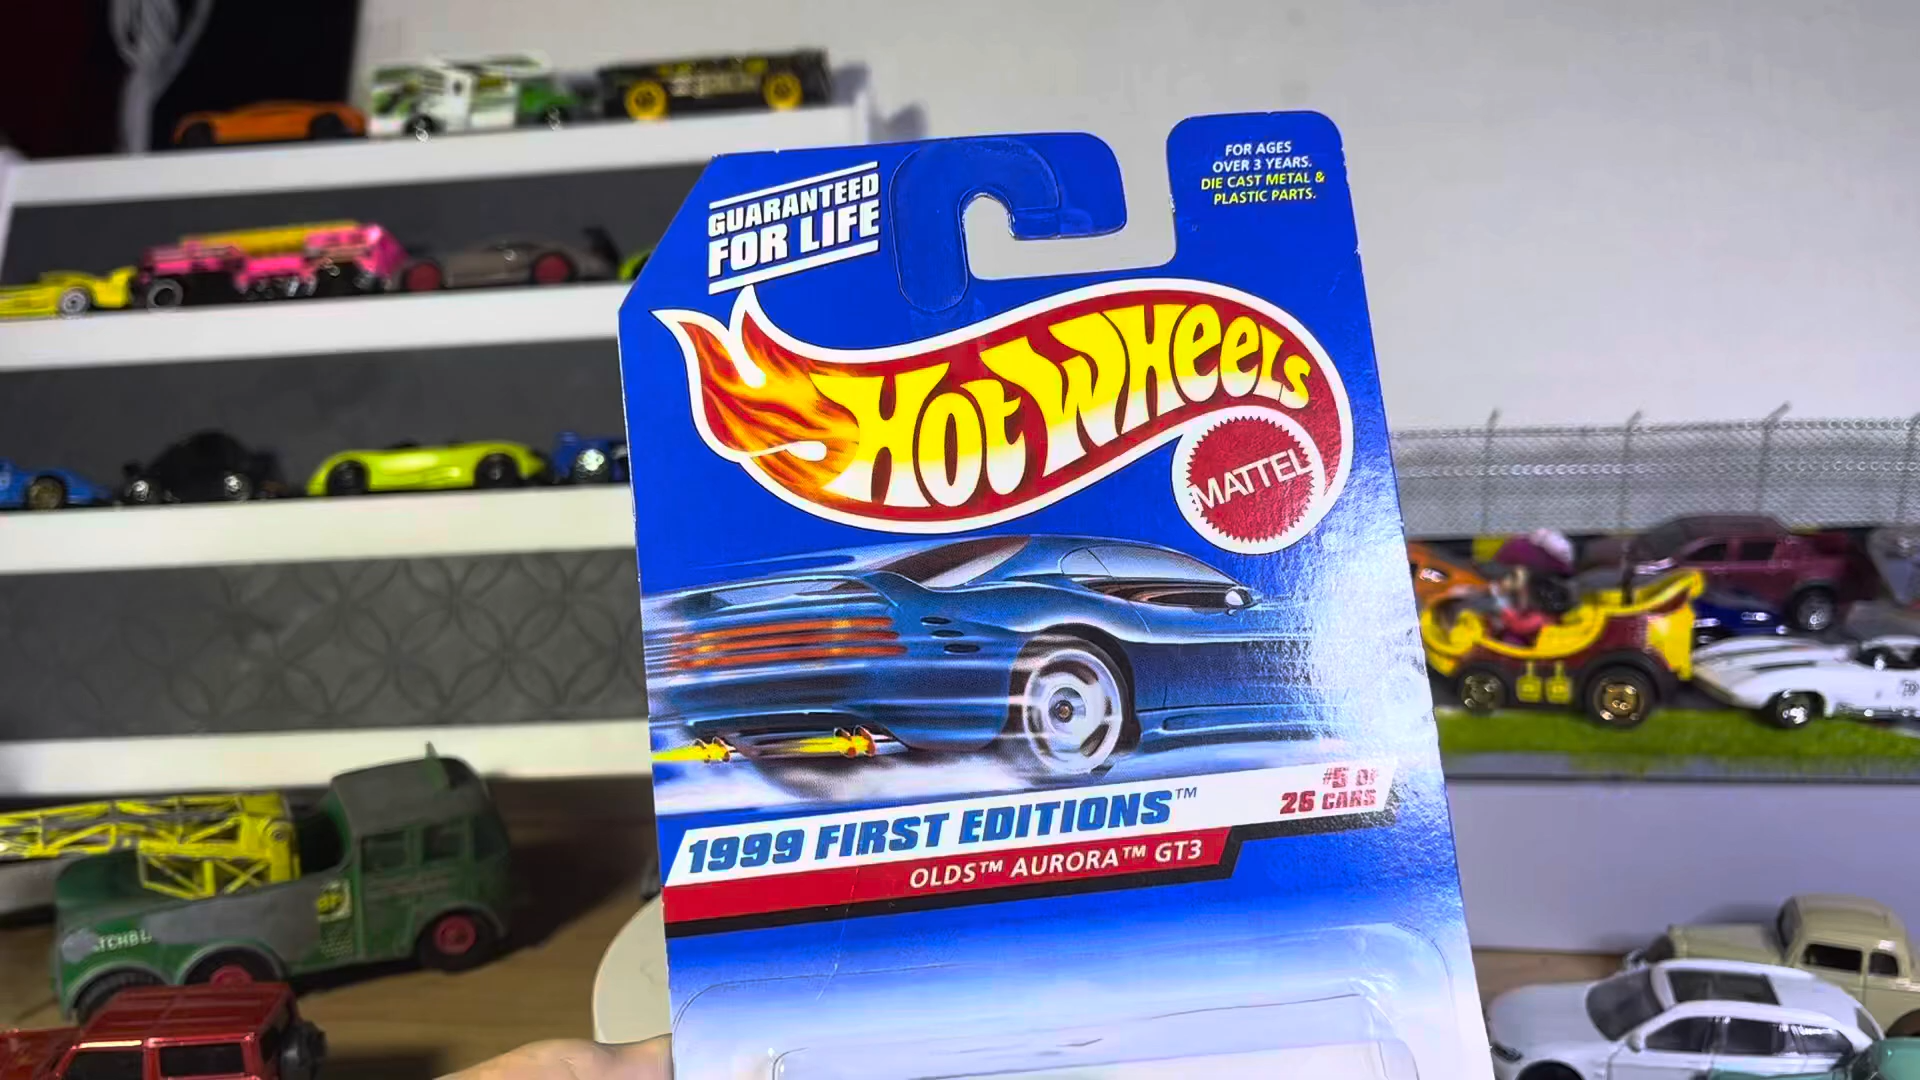 GUARANTEED
FOR LIFE
FOR AGES
OVER 3 YEARS.
DIE CAST METAL &
PLASTIC PARTS.
HOT WHEELS
MATTEL
1999 FIRST EDITIONS™
#5 OF
26 CARS
OLDS™ AURORA™ GT3